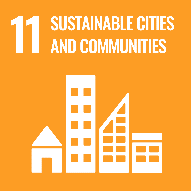 11 SUSTAINABLE CITIES
AND COMMUNITIES